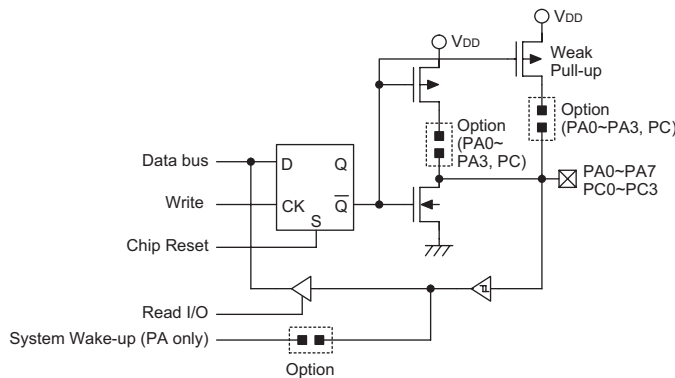 VDD
VDD
Weak
Pull-up
Option
(PA0~
PA3, PC)
Option
(PA0~PA3, PC)
Data bus
D
Q
Write
CK
Q
S
Chip Reset
PA0~PA7
PC0~PC3
Read I/O
System Wake-up (PA only)
Option